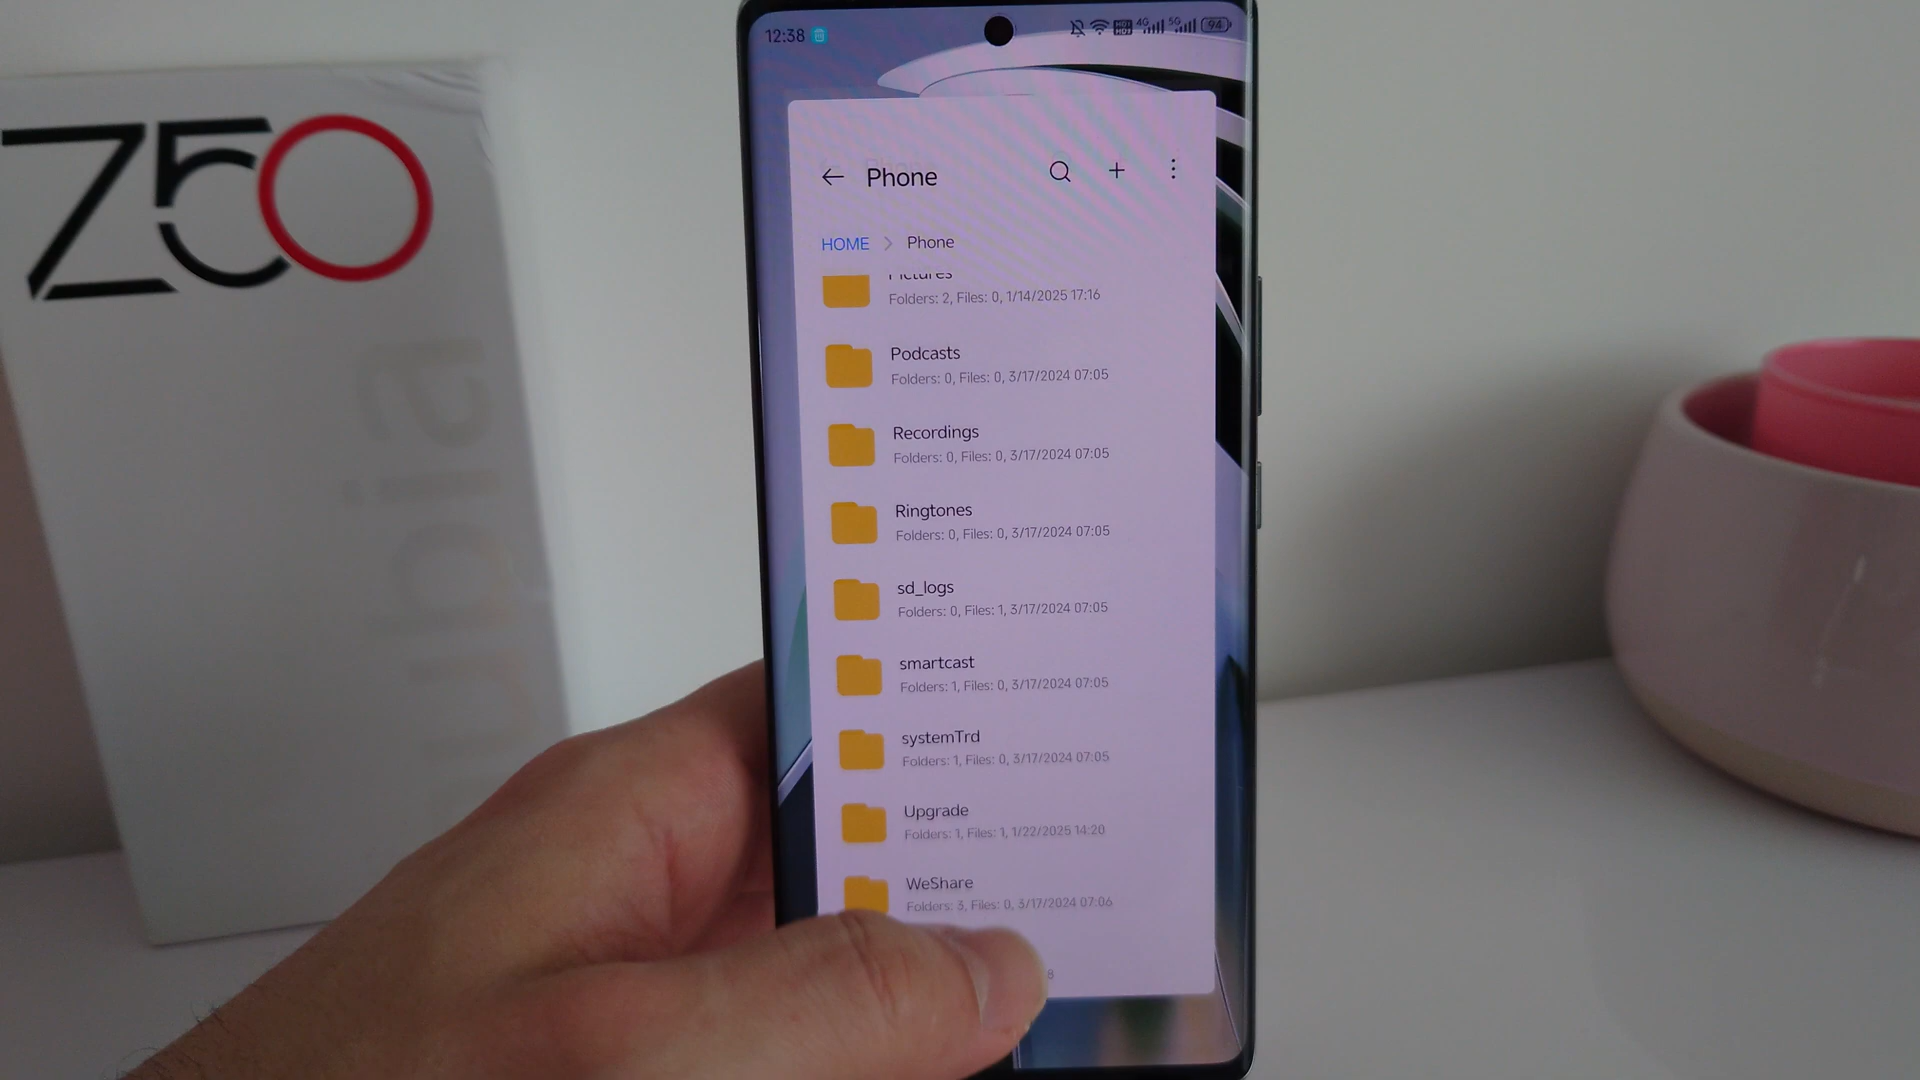 Z50
nubia
12:38
4G 5G 94
Phone
HOME > Phone
Pictures
Folders: 2, Files: 0, 1/14/2025 17:16
Podcasts
Folders: 0, Files: 0, 3/17/2024 07:05
Recordings
Folders: 0, Files: 0, 3/17/2024 07:05
Ringtones
Folders: 0, Files: 0, 3/17/2024 07:05
sd_logs
Folders: 0, Files: 1, 3/17/2024 07:05
smartcast
Folders: 1, Files: 0, 3/17/2024 07:05
systemTrd
Folders: 1, Files: 0, 3/17/2024 07:05
Upgrade
Folders: 1, Files: 1, 1/22/2025 14:20
WeShare
Folders: 3, Files: 0, 3/17/2024 07:06